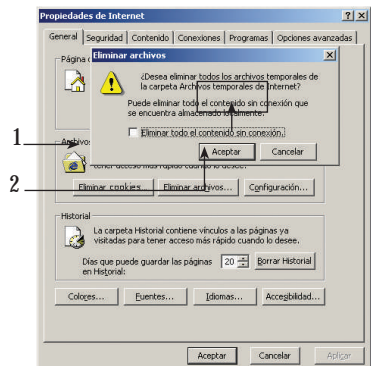 Propiedades de Internet
General Seguridad Contenido Conexiones Programas Opciones avanzadas
Página
Eliminar archivos
¿Desea eliminar todos los archivos temporales de
la carpeta Archivos temporales de Internet?
Puede eliminar todo el contenido sin conexión que
se encuentra almacenado localmente.
Eliminar todo el contenido sin conexión.
Aceptar Cancelar
1
Archivos
tener acceso más rápido cuando lo desee.
2
Eliminar cookies... Eliminar archivos... Configuración...
Historial
La carpeta Historial contiene vínculos a las páginas ya
visitadas para tener acceso más rápido cuando lo desee.
Días que puede guardar las páginas
en Historial:
20
Borrar Historial
Colores... Fuentes... Idiomas... Accesibilidad...
Aceptar Cancelar Aplicar